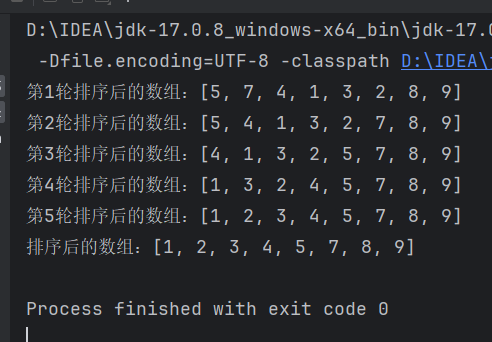 D:\IDEA\jdk-17.0.8_windows-x64_bin\jdk-17.0
-Dfile.encoding=UTF-8 -classpath D:\IDEA\
第1轮排序后的数组：[5, 7, 4, 1, 3, 2, 8, 9]
第2轮排序后的数组：[5, 4, 1, 3, 2, 7, 8, 9]
第3轮排序后的数组：[4, 1, 3, 2, 5, 7, 8, 9]
第4轮排序后的数组：[1, 3, 2, 4, 5, 7, 8, 9]
第5轮排序后的数组：[1, 2, 3, 4, 5, 7, 8, 9]
排序后的数组：[1, 2, 3, 4, 5, 7, 8, 9]
Process finished with exit code 0